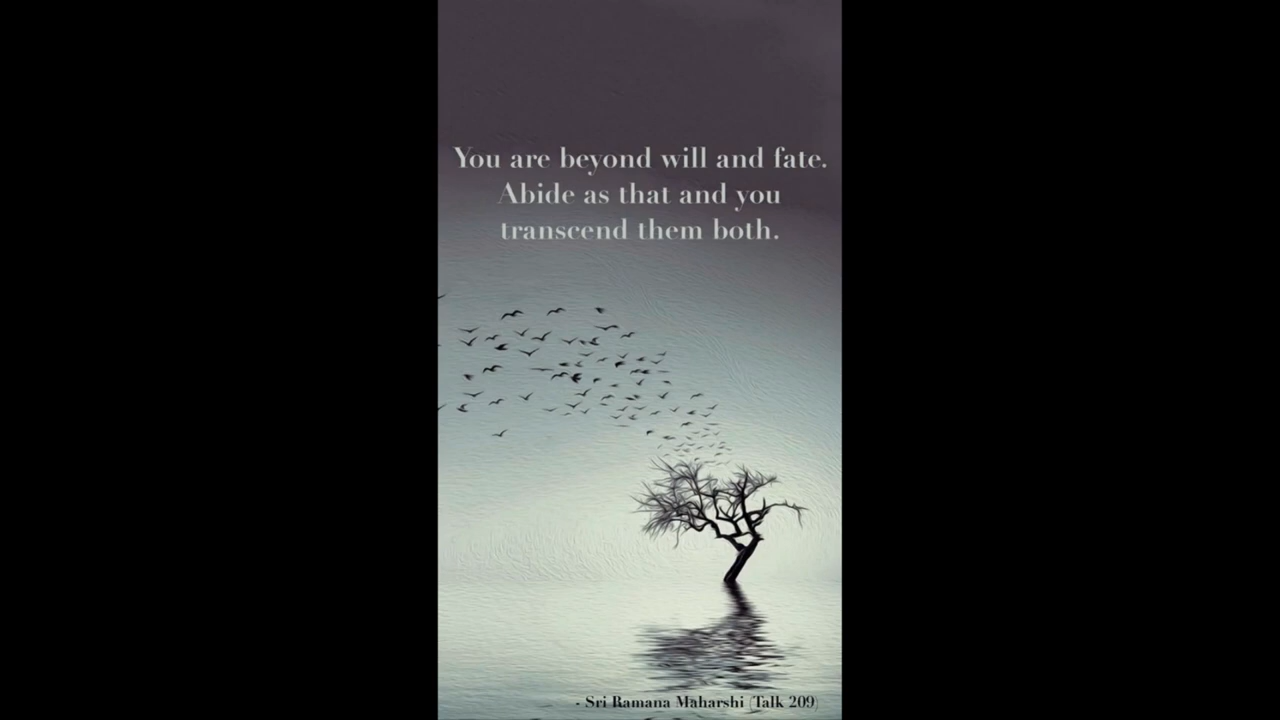 You are beyond will and fate.
Abide as that and you
transcend them both.
- Sri Ramana Maharshi (Talk 209)